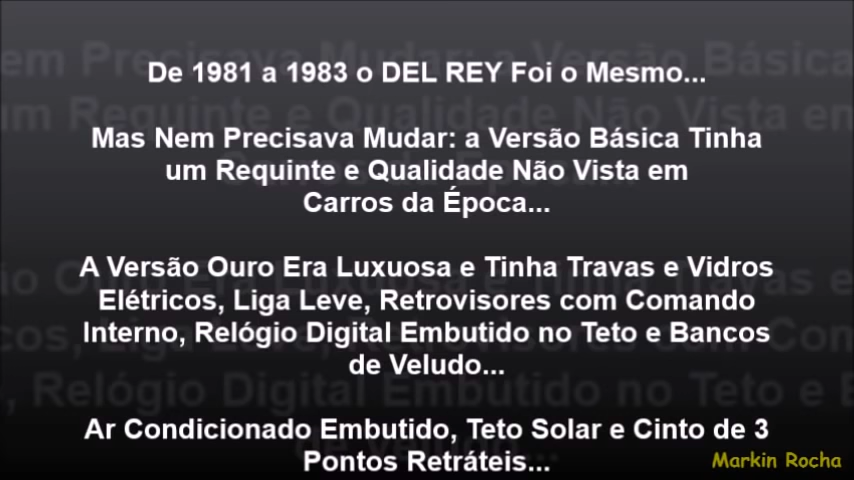 De 1981 a 1983 o DEL REY Foi o Mesmo...
Mas Nem Precisava Mudar: a Versão Básica Tinha
um Requinte e Qualidade Não Vista em
Carros da Época...
A Versão Ouro Era Luxuosa e Tinha Travas e Vidros
Elétricos, Liga Leve, Retrovisores com Comando
Interno, Relógio Digital Embutido no Teto e Bancos
de Veludo...
Ar Condicionado Embutido, Teto Solar e Cinto de 3
Pontos Retráteis...
Markin Rocha